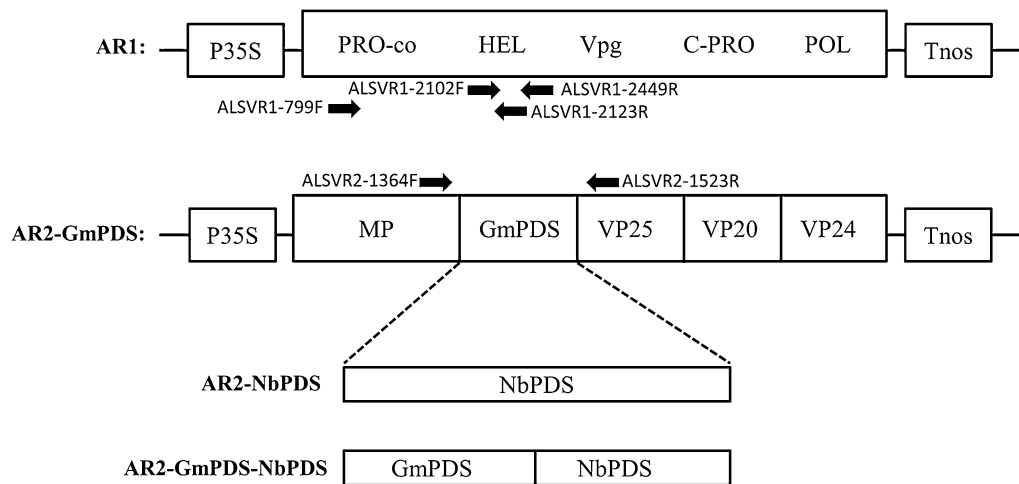 AR1: P35S PRO-co HEL Vpg C-PRO POL Tnos
ALSVR1-2102F ALSVR1-2449R
ALSVR1-799F ALSVR1-2123R
ALSVR2-1364F ALSVR2-1523R
AR2-GmPDS: P35S MP GmPDS VP25 VP20 VP24 Tnos
AR2-NbPDS NbPDS
AR2-GmPDS-NbPDS GmPDS NbPDS